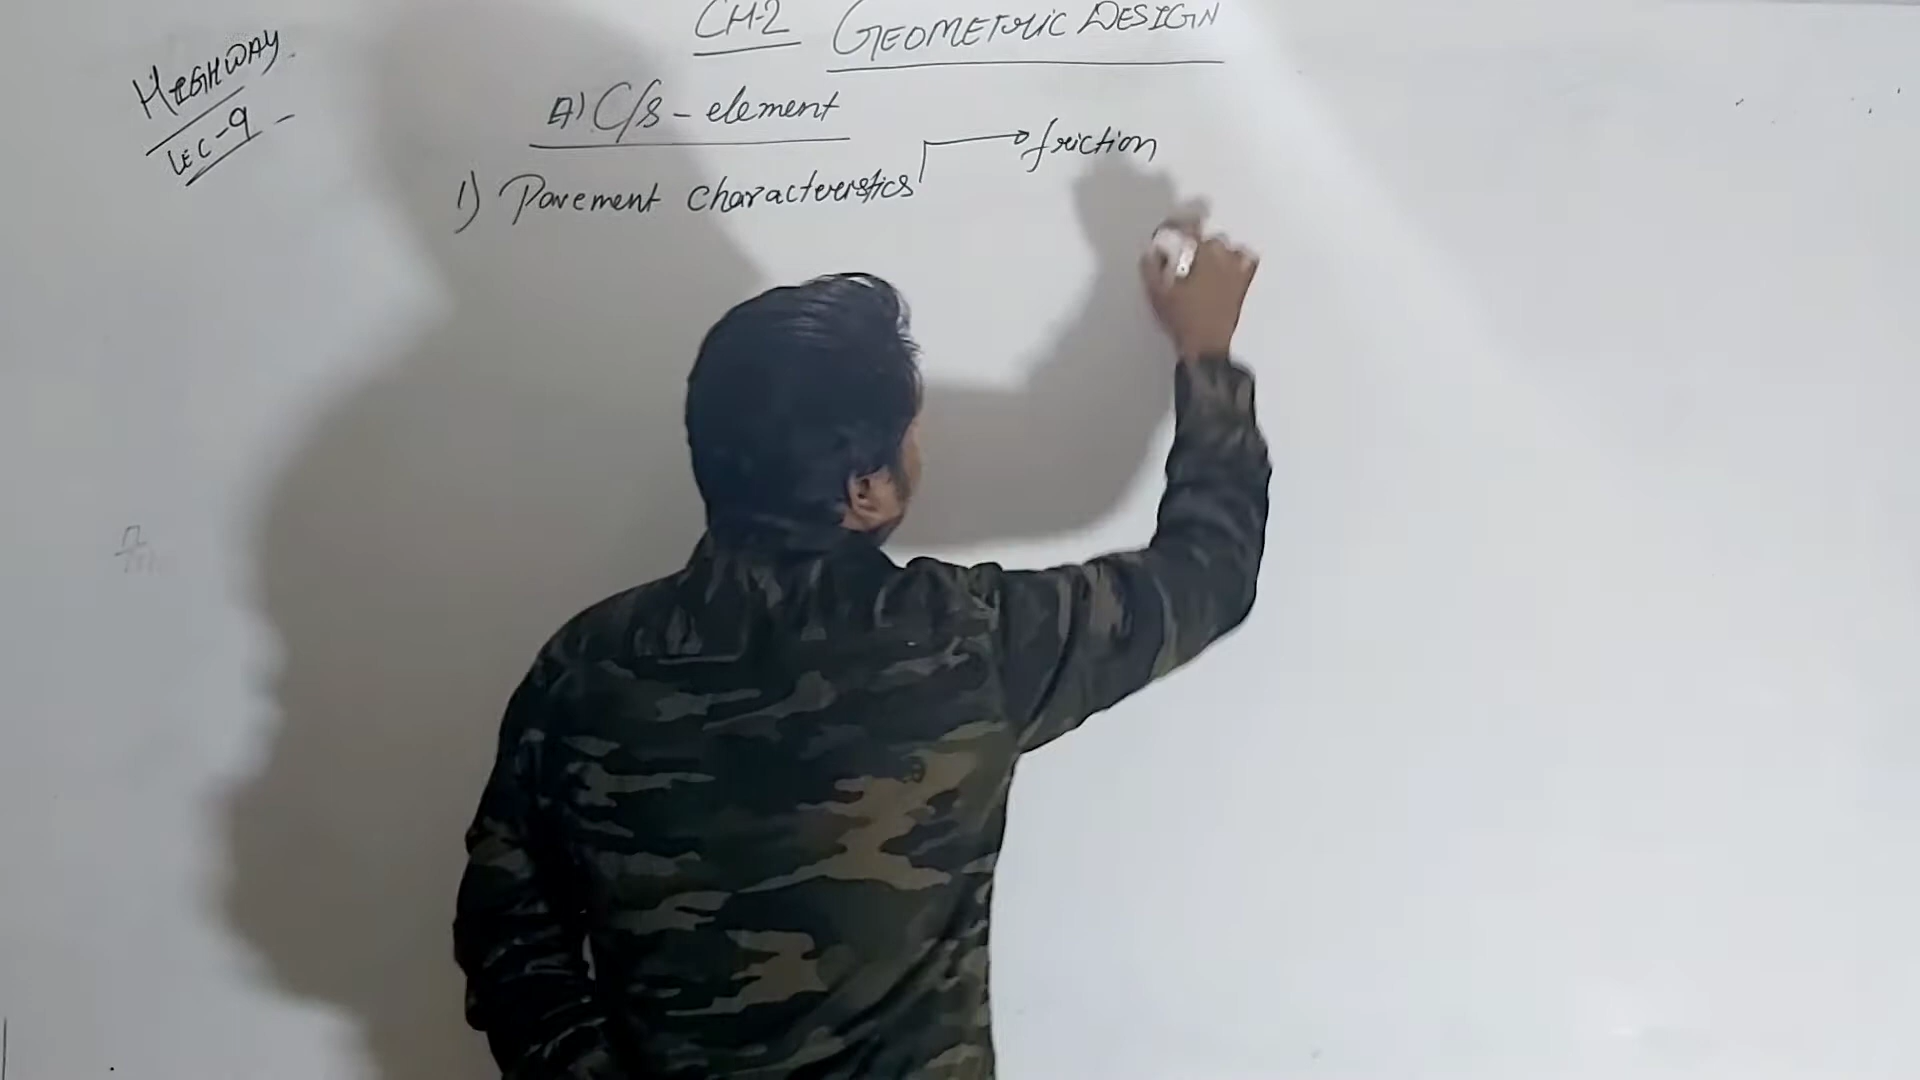 CH-2 GEOMETRIC DESIGN
HIGHWAY
LEC-9
A) C/s - element
friction
1) Pavement characteristics